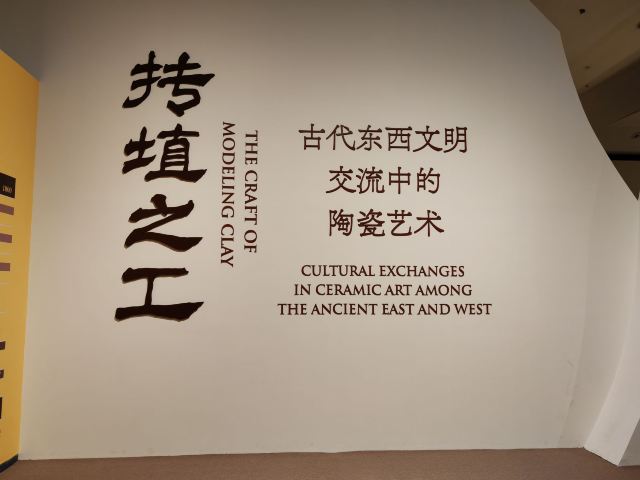 抟埴之工
THE CRAFT OF
MODELING CLAY
古代东西文明
交流中的
陶瓷艺术
CULTURAL EXCHANGES
IN CERAMIC ART AMONG
THE ANCIENT EAST AND WEST